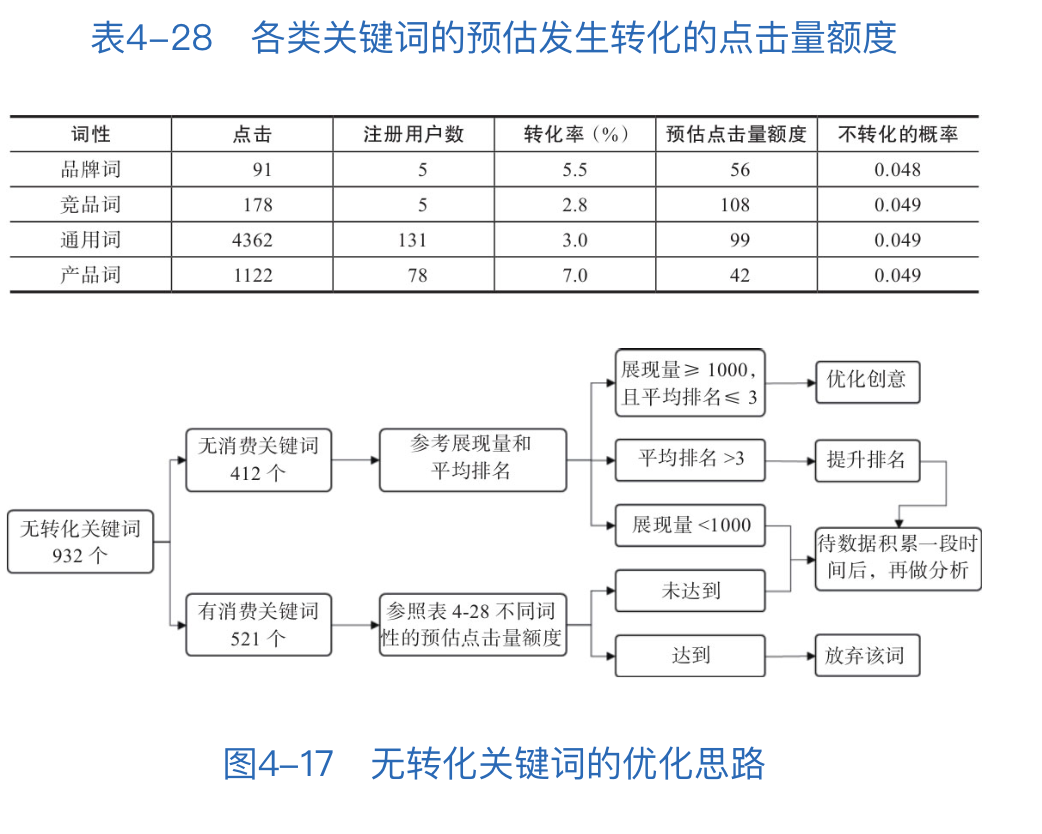 表4-28 各类关键词的预估发生转化的点击量额度
词性 点击 注册用户数 转化率（%） 预估点击量额度 不转化的概率
品牌词 91 5 5.5 56 0.048
竞品词 178 5 2.8 108 0.049
通用词 4362 131 3.0 99 0.049
产品词 1122 78 7.0 42 0.049
无转化关键词
932 个
无消费关键词
412 个
参考展现量和
平均排名
展现量≥1000，
且平均排名≤3
优化创意
平均排名>3
提升排名
展现量<1000
待数据积累一段时
间后，再做分析
有消费关键词
521 个
参照表 4-28 不同词
性的预估点击量额度
未达到
达到
放弃该词
图4-17 无转化关键词的优化思路